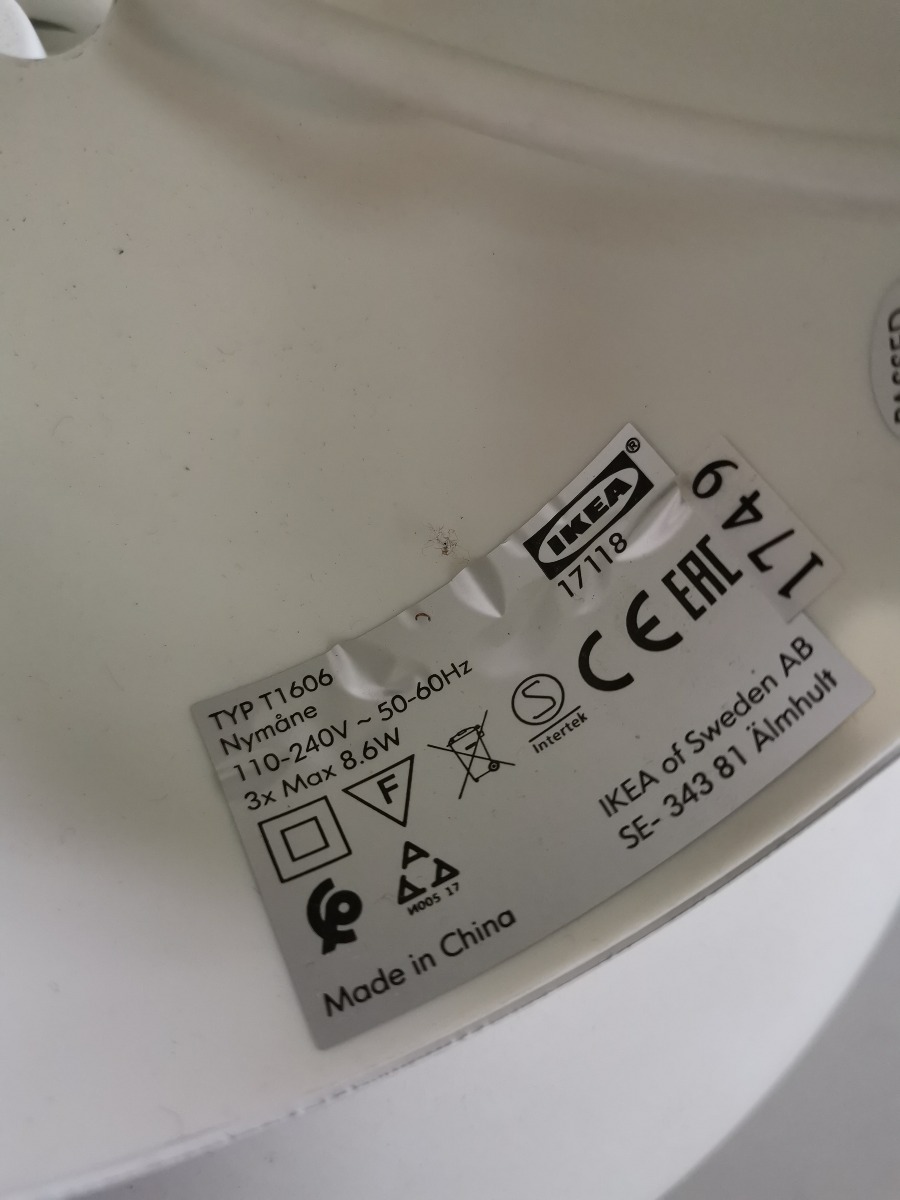 IKEA®
17118
1749
TYP T1606
Nymåne
110-240V ~ 50-60Hz
3x Max 8.6W
F
S
Intertek
CE EAC
IKEA of Sweden AB
SE- 343 81 Älmhult
И005 17
Made in China
PASSED